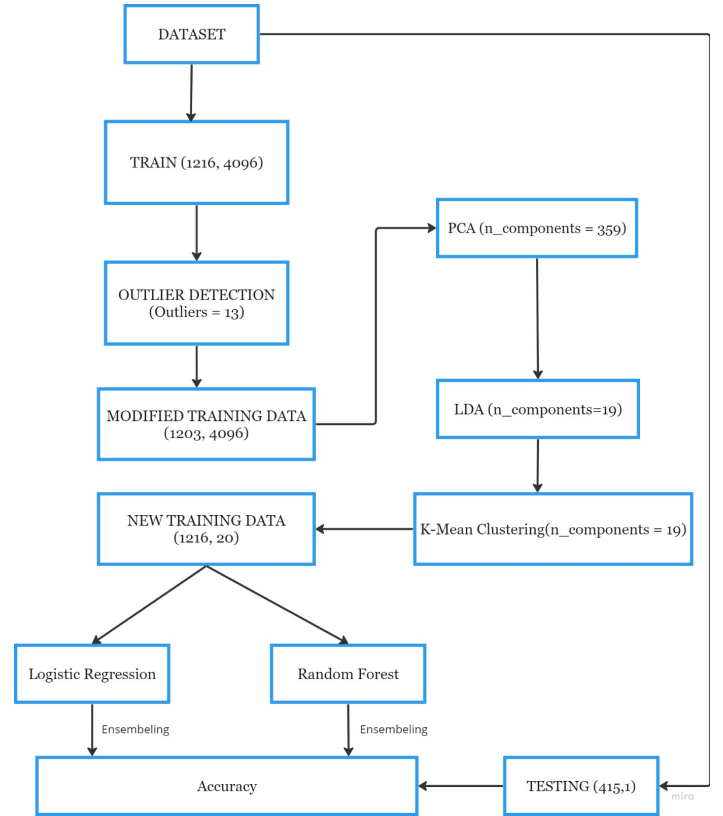 DATASET
TRAIN (1216, 4096)
OUTLIER DETECTION
(Outliers = 13)
MODIFIED TRAINING DATA
(1203, 4096)
PCA (n_components = 359)
LDA (n_components=19)
K-Mean Clustering(n_components = 19)
NEW TRAINING DATA
(1216, 20)
Logistic Regression
Random Forest
Ensembeling
Ensembeling
Accuracy
TESTING (415,1)
miro